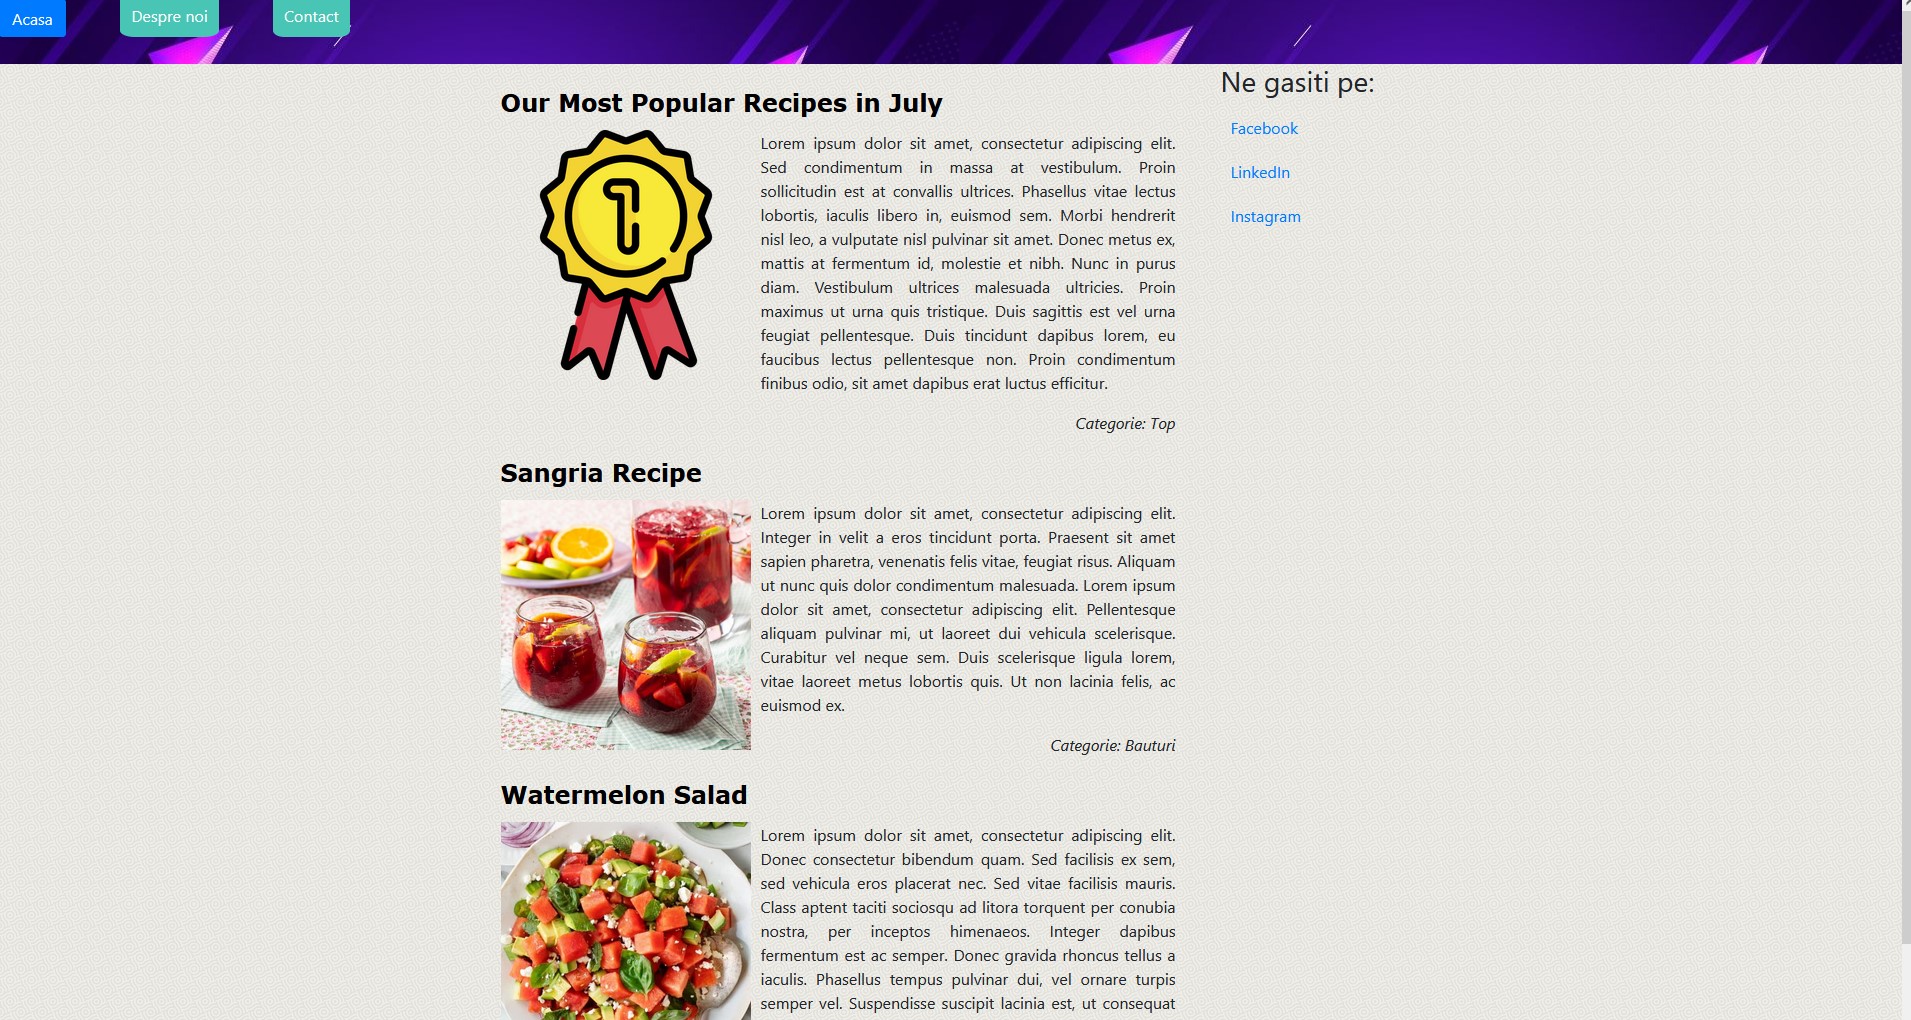 Acasa
Despre noi
Contact
Our Most Popular Recipes in July
Lorem ipsum dolor sit amet, consectetur adipiscing elit.
Sed condimentum in massa at vestibulum. Proin
sollicitudin est at convallis ultrices. Phasellus vitae lectus
lobortis, iaculis libero in, euismod sem. Morbi hendrerit
nisl leo, a vulputate nisl pulvinar sit amet. Donec metus ex,
mattis at fermentum id, molestie et nibh. Nunc in purus
diam. Vestibulum ultrices malesuada ultricies. Proin
maximus ut urna quis tristique. Duis sagittis est vel urna
feugiat pellentesque. Duis tincidunt dapibus lorem, eu
faucibus lectus pellentesque non. Proin condimentum
finibus odio, sit amet dapibus erat luctus efficitur.
Categorie: Top
Sangria Recipe
Lorem ipsum dolor sit amet, consectetur adipiscing elit.
Integer in velit a eros tincidunt porta. Praesent sit amet
sapien pharetra, venenatis felis vitae, feugiat risus. Aliquam
ut nunc quis dolor condimentum malesuada. Lorem ipsum
dolor sit amet, consectetur adipiscing elit. Pellentesque
aliquam pulvinar mi, ut laoreet dui vehicula scelerisque.
Curabitur vel neque sem. Duis scelerisque ligula lorem,
vitae laoreet metus lobortis quis. Ut non lacinia felis, ac
euismod ex.
Categorie: Bauturi
Watermelon Salad
Lorem ipsum dolor sit amet, consectetur adipiscing elit.
Donec consectetur bibendum quam. Sed facilisis ex sem,
sed vehicula eros placerat nec. Sed vitae facilisis mauris.
Class aptent taciti sociosqu ad litora torquent per conubia
nostra, per inceptos himenaeos. Integer dapibus
fermentum est ac semper. Donec gravida rhoncus tellus a
iaculis. Phasellus tempus pulvinar dui, vel ornare turpis
semper vel. Suspendisse suscipit lacinia est, ut consequat
Ne gasiti pe:
Facebook
LinkedIn
Instagram